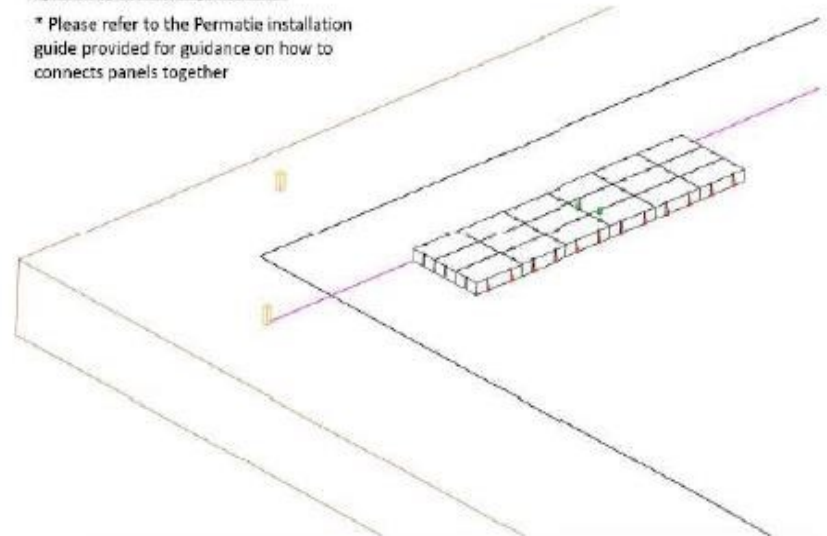 * Please refer to the Permatie installation
guide provided for guidance on how to
connects panels together